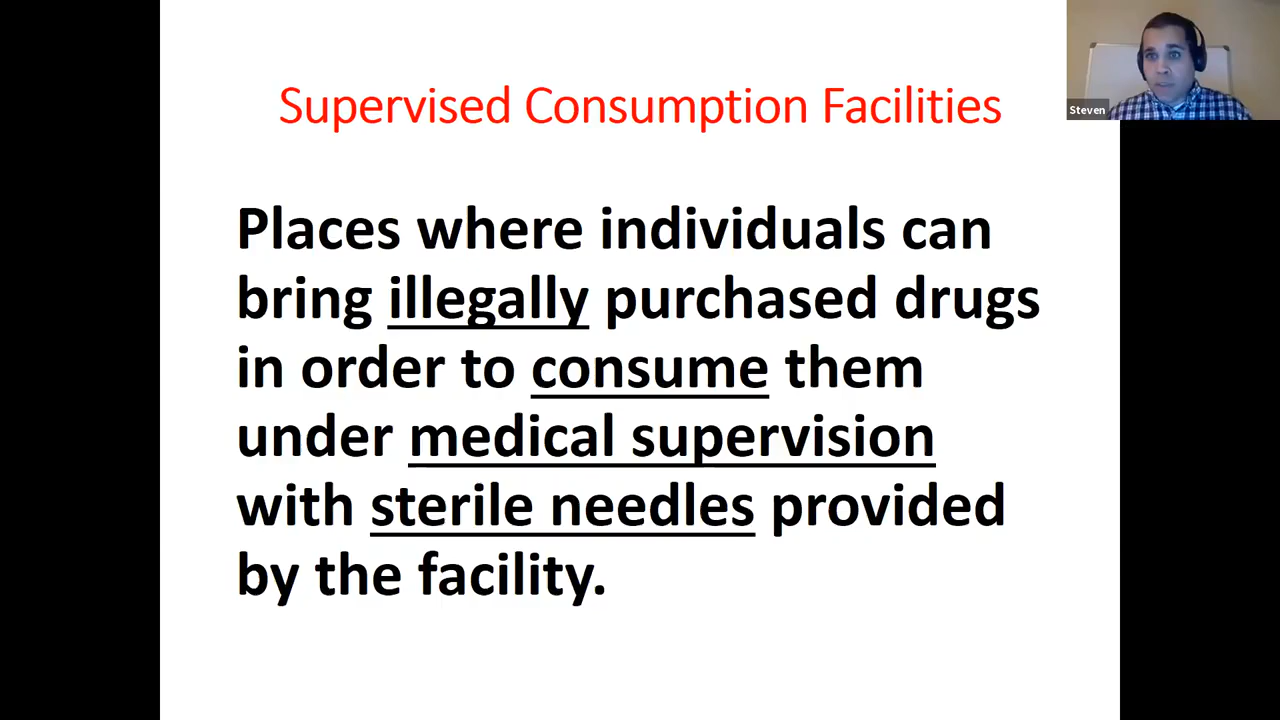 Supervised Consumption Facilities
Steven
Places where individuals can
bring illegally purchased drugs
in order to consume them
under medical supervision
with sterile needles provided
by the facility.